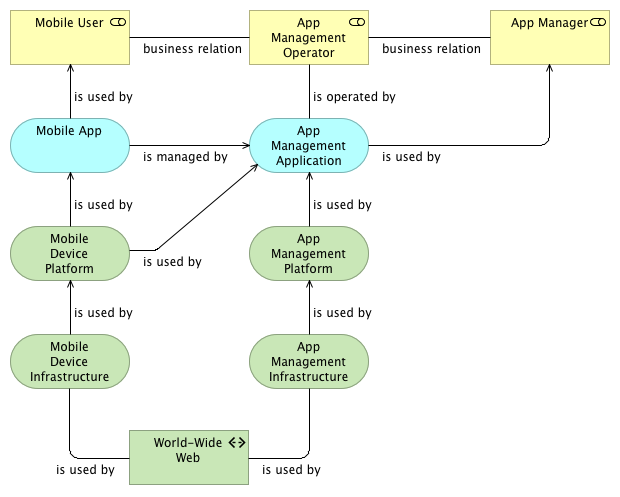 Mobile User
App
Management
Operator
App Manager
business relation
business relation
is used by
is operated by
Mobile App
App
Management
Application
is managed by
is used by
is used by
is used by
Mobile
Device
Platform
App
Management
Platform
is used by
is used by
is used by
Mobile
Device
Infrastructure
App
Management
Infrastructure
World-Wide
Web
is used by
is used by